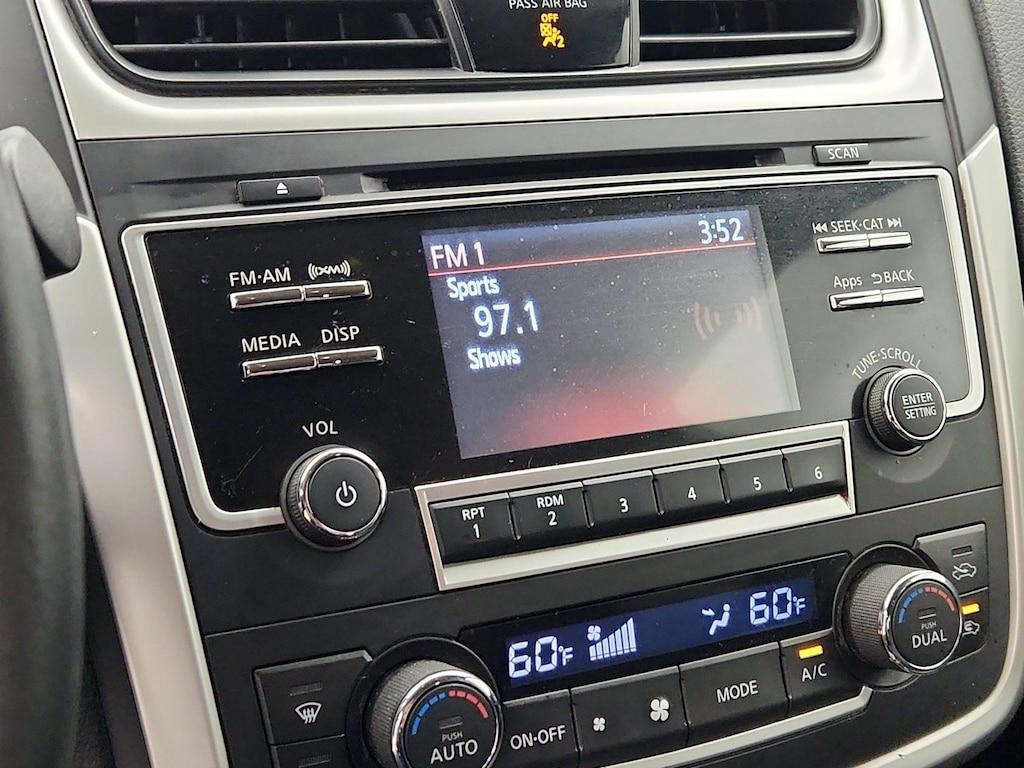 PASS AIR BAG
OFF
2
SCAN
FM 1 3:52
Sports
97.1
Shows
FM·AM ((XM))
MEDIA DISP
VOL
SEEK·CAT
Apps BACK
TUNE·SCROLL
ENTER
SETTING
RPT RDM
1 2 3 4 5 6
60°F 60°F
PUSH
AUTO
ON·OFF
MODE
A/C
PUSH
DUAL